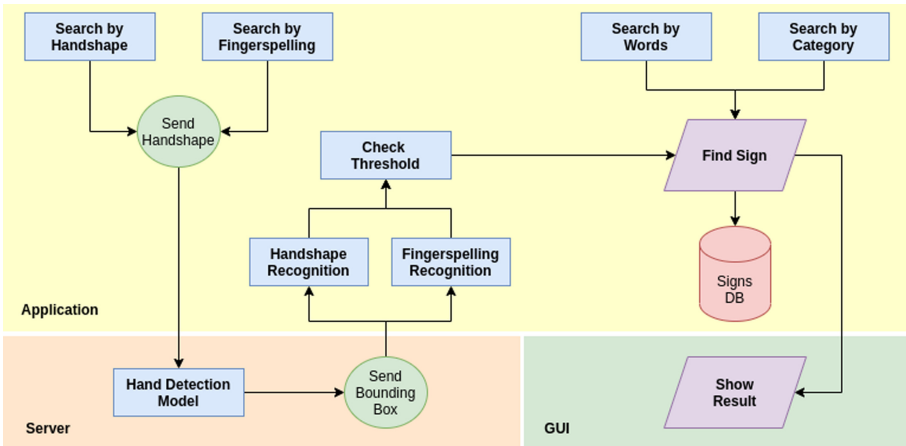 Search by
Handshape
Search by
Fingerspelling
Search by
Words
Search by
Category
Send
Handshape
Check
Threshold
Find Sign
Handshape
Recognition
Fingerspelling
Recognition
Signs
DB
Application
Hand Detection
Model
Send
Bounding
Box
Show
Result
Server
GUI